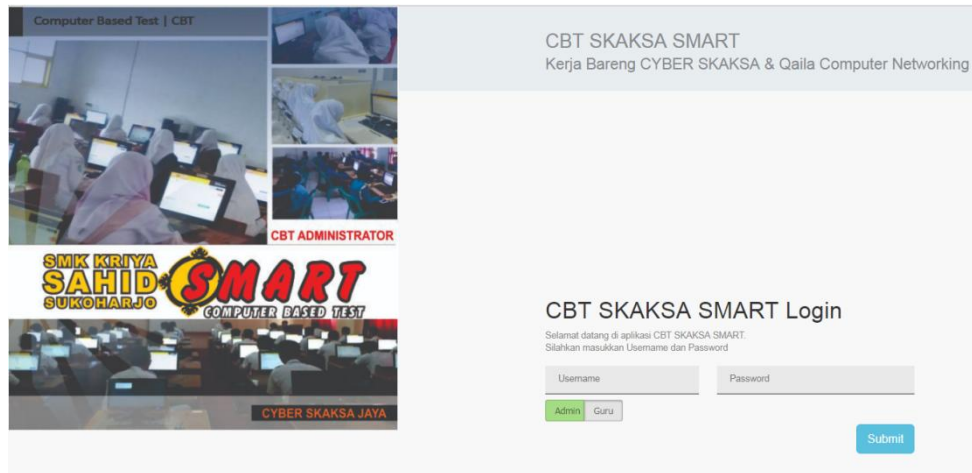 Computer Based Test | CBT
CBT ADMINISTRATOR
SMK KRIYA
SAHID
SUKOHARJO
SMART
COMPUTER BASED TEST
CYBER SKAKSA JAYA
CBT SKAKSA SMART
Kerja Bareng CYBER SKAKSA & Qaila Computer Networking
CBT SKAKSA SMART Login
Selamat datang di aplikasi CBT SKAKSA SMART.
Silahkan masukkan Username dan Password
Username Password
Admin Guru
Submit